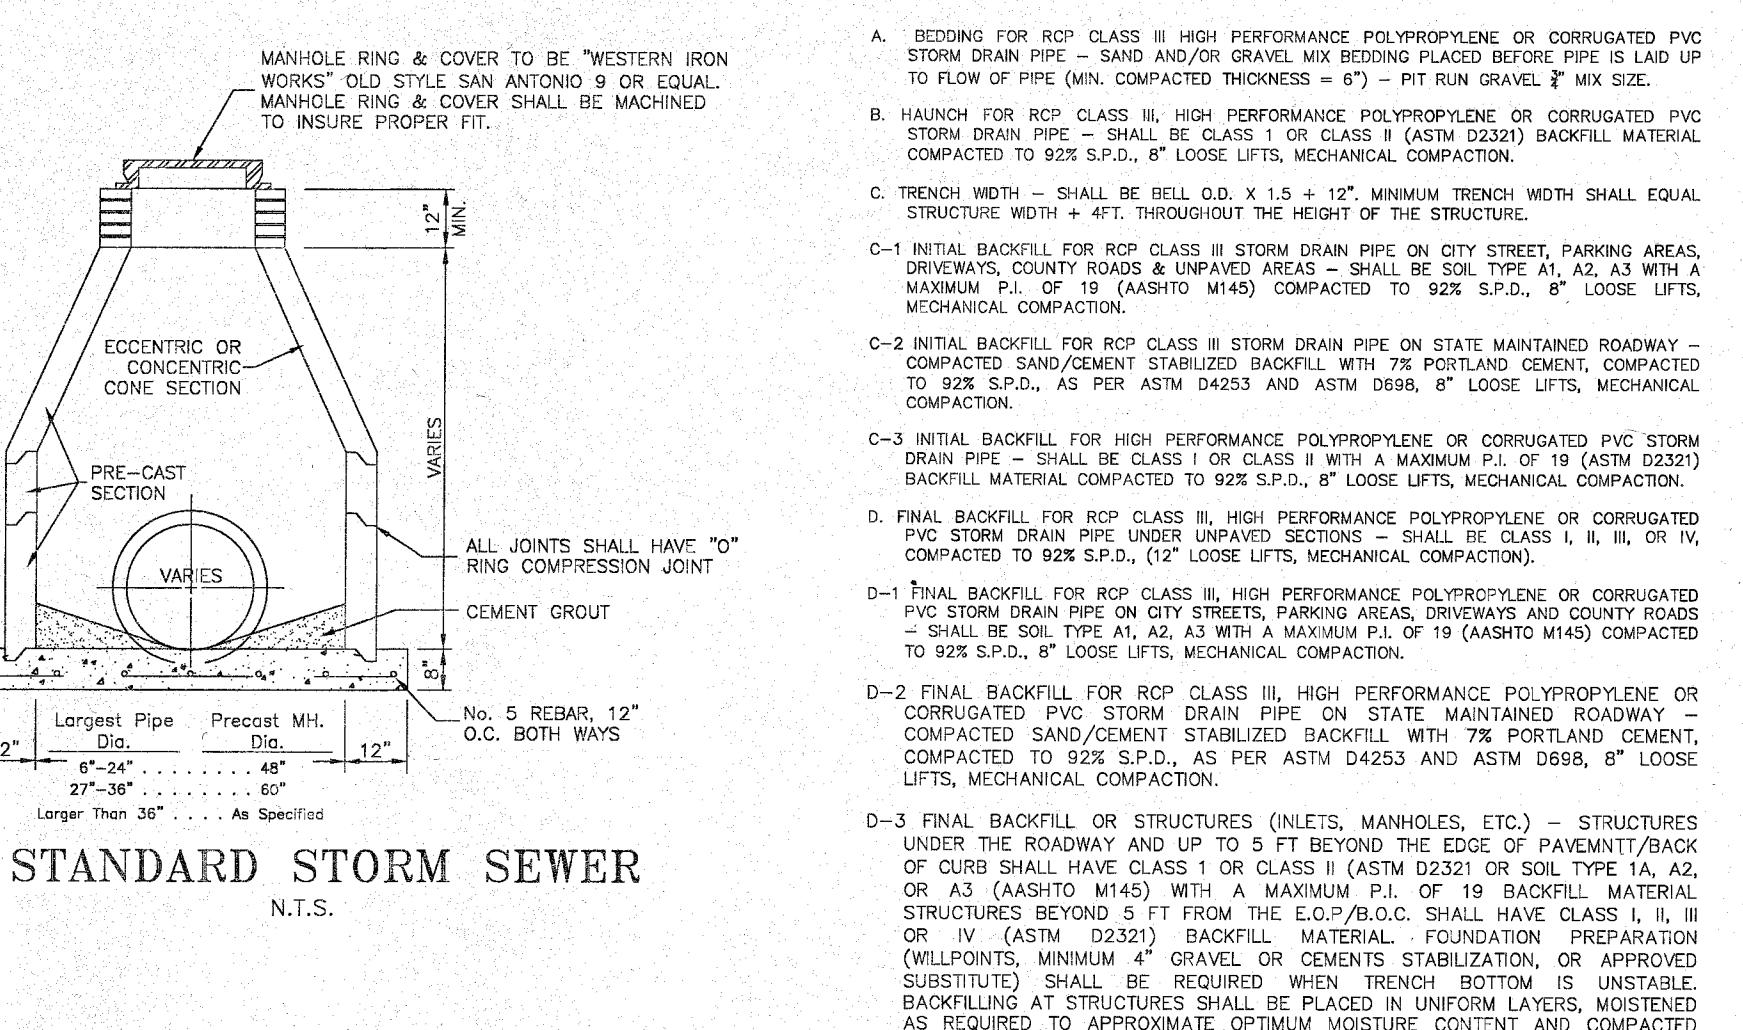 MANHOLE RING & COVER TO BE "WESTERN IRON
WORKS" OLD STYLE SAN ANTONIO 9 OR EQUAL.
MANHOLE RING & COVER SHALL BE MACHINED
TO INSURE PROPER FIT.
12"
MIN.
ECCENTRIC OR
CONCENTRIC
CONE SECTION
VARIES
PRE-CAST
SECTION
ALL JOINTS SHALL HAVE "O"
RING COMPRESSION JOINT
VARIES
CEMENT GROUT
8"
No. 5 REBAR, 12"
O.C. BOTH WAYS
2"
12"
Largest Pipe Precast MH.
Dia. Dia.
6"-24" . . . . . . . . 48"
27"-36" . . . . . . . . 60"
Larger Than 36" . . . . As Specified
STANDARD STORM SEWER
N.T.S.
A. BEDDING FOR RCP CLASS III HIGH PERFORMANCE POLYPROPYLENE OR CORRUGATED PVC
STORM DRAIN PIPE - SAND AND/OR GRAVEL MIX BEDDING PLACED BEFORE PIPE IS LAID UP
TO FLOW OF PIPE (MIN. COMPACTED THICKNESS = 6") - PIT RUN GRAVEL MIX SIZE.
B. HAUNCH FOR RCP CLASS III, HIGH PERFORMANCE POLYPROPYLENE OR CORRUGATED PVC
STORM DRAIN PIPE - SHALL BE CLASS 1 OR CLASS II (ASTM D2321) BACKFILL MATERIAL
COMPACTED TO 92% S.P.D., 8" LOOSE LIFTS, MECHANICAL COMPACTION.
C. TRENCH WIDTH - SHALL BE BELL O.D. X 1.5 + 12". MINIMUM TRENCH WIDTH SHALL EQUAL
STRUCTURE WIDTH + 4FT. THROUGHOUT THE HEIGHT OF THE STRUCTURE.
C-1 INITIAL BACKFILL FOR RCP CLASS III STORM DRAIN PIPE ON CITY STREET, PARKING AREAS,
DRIVEWAYS, COUNTY ROADS & UNPAVED AREAS - SHALL BE SOIL TYPE A1, A2, A3 WITH A
MAXIMUM P.I. OF 19 (AASHTO M145) COMPACTED TO 92% S.P.D., 8" LOOSE LIFTS,
MECHANICAL COMPACTION.
C-2 INITIAL BACKFILL FOR RCP CLASS III STORM DRAIN PIPE ON STATE MAINTAINED ROADWAY -
COMPACTED SAND/CEMENT STABILIZED BACKFILL WITH 7% PORTLAND CEMENT, COMPACTED
TO 92% S.P.D., AS PER ASTM D4253 AND ASTM D698, 8" LOOSE LIFTS, MECHANICAL
COMPACTION.
C-3 INITIAL BACKFILL FOR HIGH PERFORMANCE POLYPROPYLENE OR CORRUGATED PVC STORM
DRAIN PIPE - SHALL BE CLASS I OR CLASS II WITH A MAXIMUM P.I. OF 19 (ASTM D2321)
BACKFILL MATERIAL COMPACTED TO 92% S.P.D., 8" LOOSE LIFTS, MECHANICAL COMPACTION.
D. FINAL BACKFILL FOR RCP CLASS III, HIGH PERFORMANCE POLYPROPYLENE OR CORRUGATED
PVC STORM DRAIN PIPE UNDER UNPAVED SECTIONS - SHALL BE CLASS I, II, III, OR IV,
COMPACTED TO 92% S.P.D., (12" LOOSE LIFTS, MECHANICAL COMPACTION).
D-1 FINAL BACKFILL FOR RCP CLASS III, HIGH PERFORMANCE POLYPROPYLENE OR CORRUGATED
PVC STORM DRAIN PIPE ON CITY STREETS, PARKING AREAS, DRIVEWAYS AND COUNTY ROADS
- SHALL BE SOIL TYPE A1, A2, A3 WITH A MAXIMUM P.I. OF 19 (AASHTO M145) COMPACTED
TO 92% S.P.D., 8" LOOSE LIFTS, MECHANICAL COMPACTION.
D-2 FINAL BACKFILL FOR RCP CLASS III, HIGH PERFORMANCE POLYPROPYLENE OR
CORRUGATED PVC STORM DRAIN PIPE ON STATE MAINTAINED ROADWAY -
COMPACTED SAND/CEMENT STABILIZED BACKFILL WITH 7% PORTLAND CEMENT,
COMPACTED TO 92% S.P.D., AS PER ASTM D4253 AND ASTM D698, 8" LOOSE
LIFTS, MECHANICAL COMPACTION.
D-3 FINAL BACKFILL OR STRUCTURES (INLETS, MANHOLES, ETC.) - STRUCTURES
UNDER THE ROADWAY AND UP TO 5 FT BEYOND THE EDGE OF PAVEMNTT/BACK
OF CURB SHALL HAVE CLASS 1 OR CLASS II (ASTM D2321 OR SOIL TYPE 1A, A2,
OR A3 (AASHTO M145) WITH A MAXIMUM P.I. OF 19 BACKFILL MATERIAL
STRUCTURES BEYOND 5 FT FROM THE E.O.P/B.O.C. SHALL HAVE CLASS I, II, III
OR IV (ASTM D2321) BACKFILL MATERIAL. FOUNDATION PREPARATION
(WILLPOINTS, MINIMUM 4" GRAVEL OR CEMENTS STABILIZATION, OR APPROVED
SUBSTITUTE) SHALL BE REQUIRED WHEN TRENCH BOTTOM IS UNSTABLE.
BACKFILLING AT STRUCTURES SHALL BE PLACED IN UNIFORM LAYERS, MOISTENED
AS REQUIRED TO APPROXIMATE OPTIMUM MOISTURE CONTENT AND COMPACTED